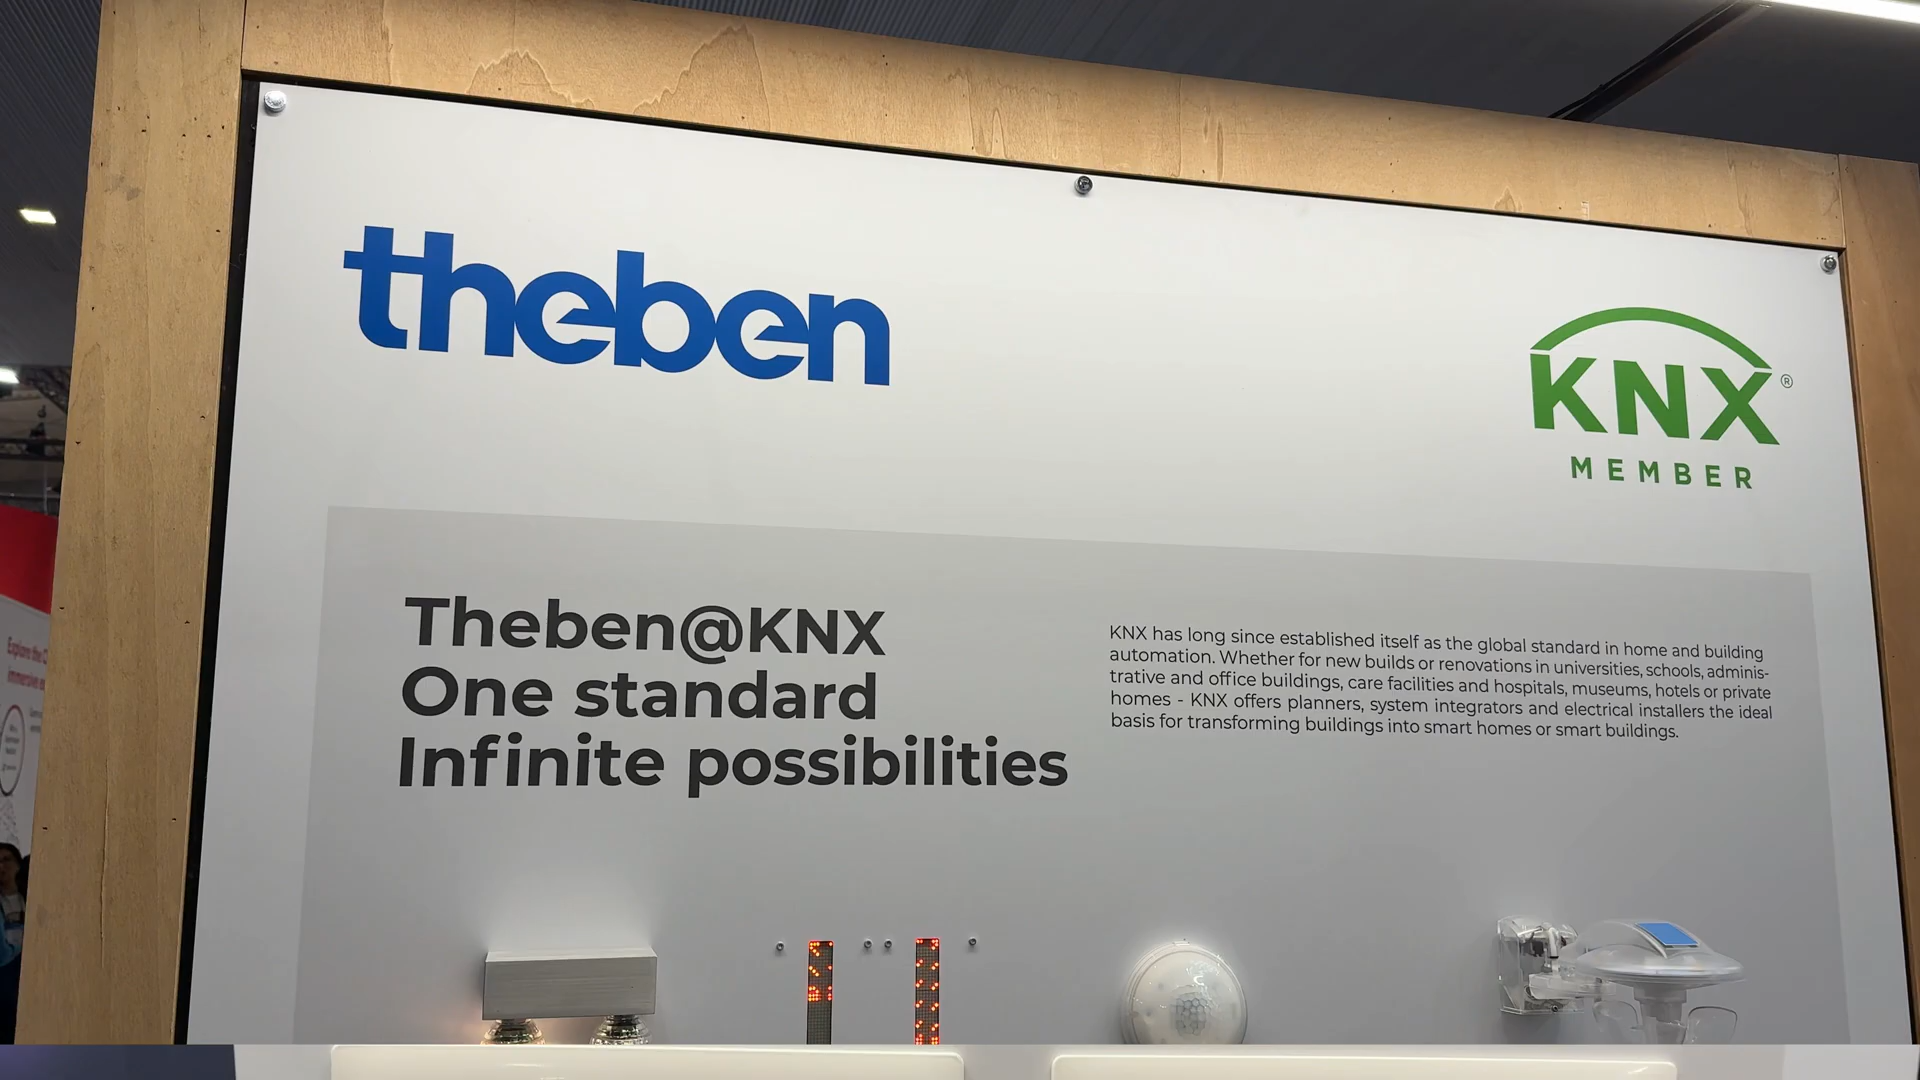 theben
KNX®
MEMBER
Theben@KNX
One standard
Infinite possibilities
KNX has long since established itself as the global standard in home and building
automation. Whether for new builds or renovations in universities, schools, adminis-
trative and office buildings, care facilities and hospitals, museums, hotels or private
homes - KNX offers planners, system integrators and electrical installers the ideal
basis for transforming buildings into smart homes or smart buildings.
Explore the
immersive